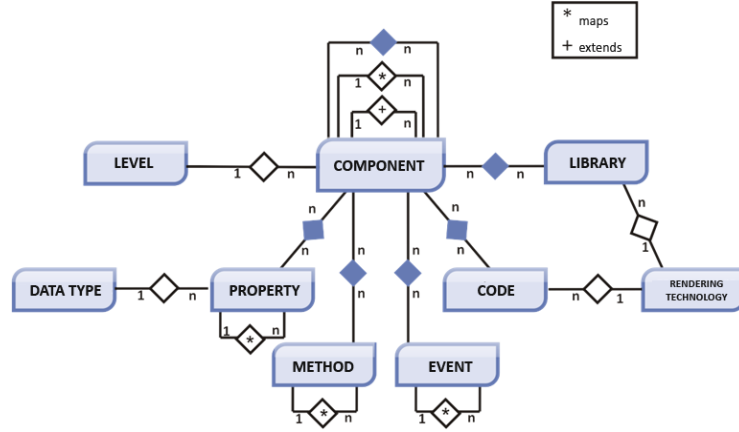 * maps
+ extends
n n
1 * n
+
1 n
LEVEL
1 n
COMPONENT
n n
LIBRARY
n
1
n
n
n
n
n
n
n
n
DATA TYPE
1 n
PROPERTY
1 * n
CODE
n 1
RENDERING
TECHNOLOGY
METHOD
1 * n
EVENT
1 * n